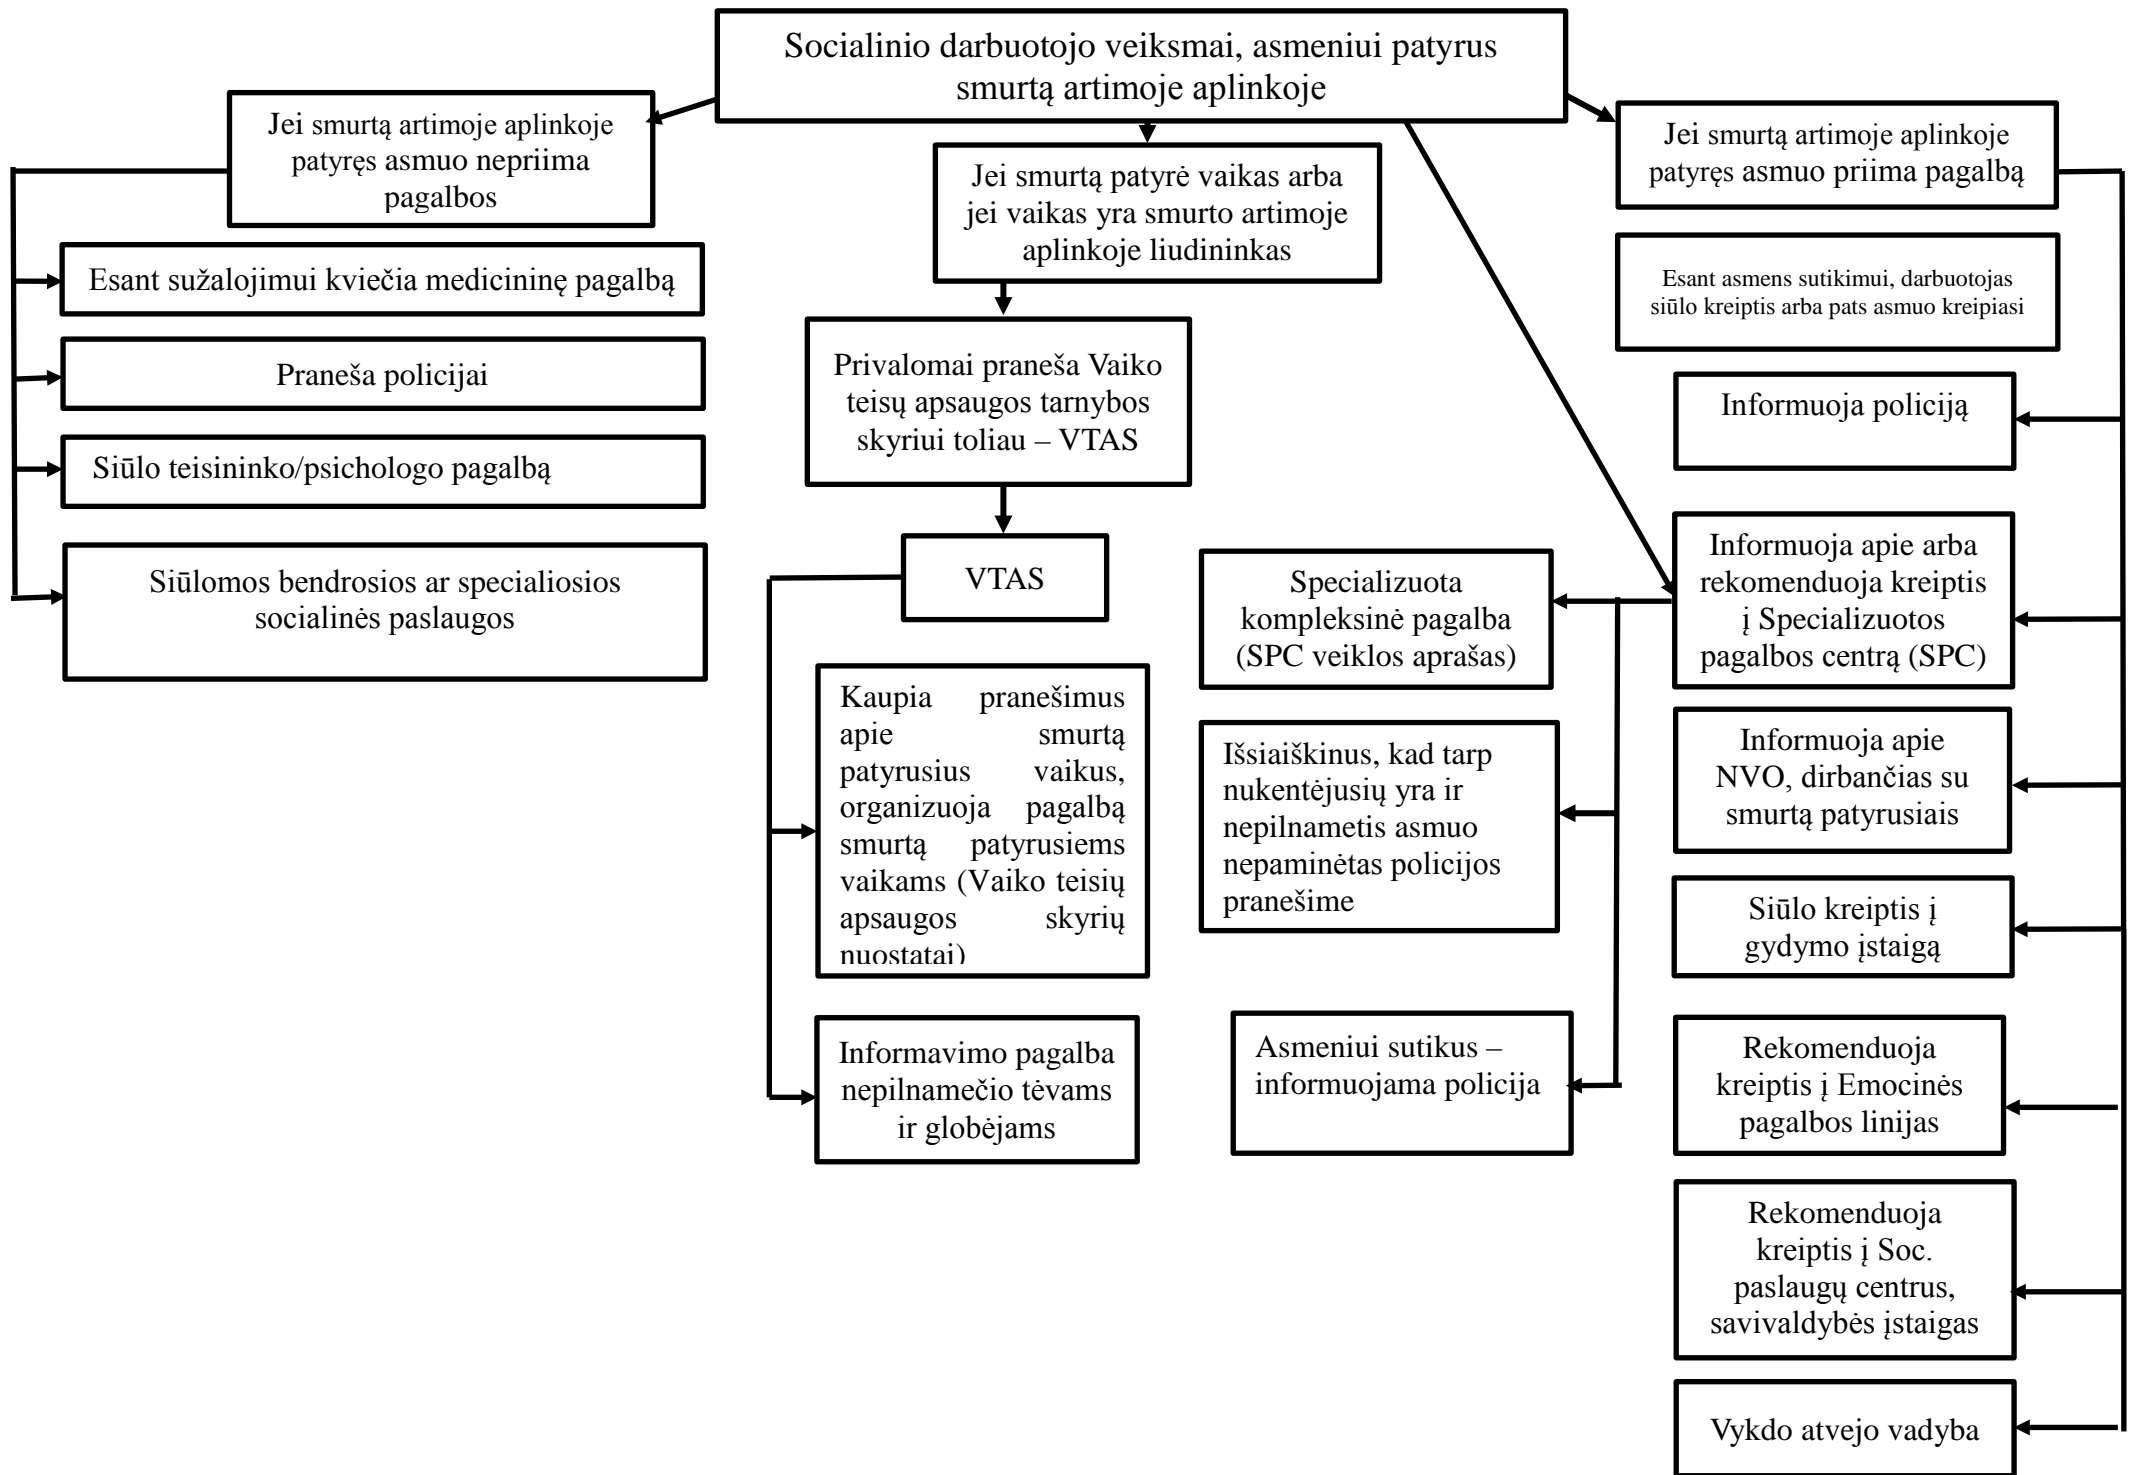 Socialinio darbuotojo veiksmai, asmeniui patyrus
smurtą artimoje aplinkoje
Jei smurtą artimoje aplinkoje
patyręs asmuo nepriima
pagalbos
Esant sužalojimui kviečia medicininę pagalbą
Praneša policijai
Siūlo teisininko/psichologo pagalbą
Siūlomos bendrosios ar specialiosios
socialinės paslaugos
Jei smurtą patyrė vaikas arba
jei vaikas yra smurto artimoje
aplinkoje liudininkas
Privalomai praneša Vaiko
teisų apsaugos tarnybos
skyriui toliau – VTAS
VTAS
Kaupia pranešimus
apie smurtą
patyrusius vaikus,
organizuoja pagalbą
smurtą patyrusiems
vaikams (Vaiko teisių
apsaugos skyrių
nuostatai)
Informavimo pagalba
nepilnamečio tėvams
ir globėjams
Specializuota
kompleksinė pagalba
(SPC veiklos aprašas)
Išsiaiškinus, kad tarp
nukentėjusių yra ir
nepilnametis asmuo
nepaminėtas policijos
pranešime
Asmeniui sutikus –
informuojama policija
Jei smurtą artimoje aplinkoje
patyręs asmuo priima pagalbą
Esant asmens sutikimui, darbuotojas
siūlo kreiptis arba pats asmuo kreipiasi
Informuoja policiją
Informuoja apie arba
rekomenduoja kreiptis
į Specializuotos
pagalbos centrą (SPC)
Informuoja apie
NVO, dirbančias su
smurtą patyrusiais
Siūlo kreiptis į
gydymo įstaigą
Rekomenduoja
kreiptis į Emocinės
pagalbos linijas
Rekomenduoja
kreiptis į Soc.
paslaugų centrus,
savivaldybės įstaigas
Vykdo atvejo vadyba